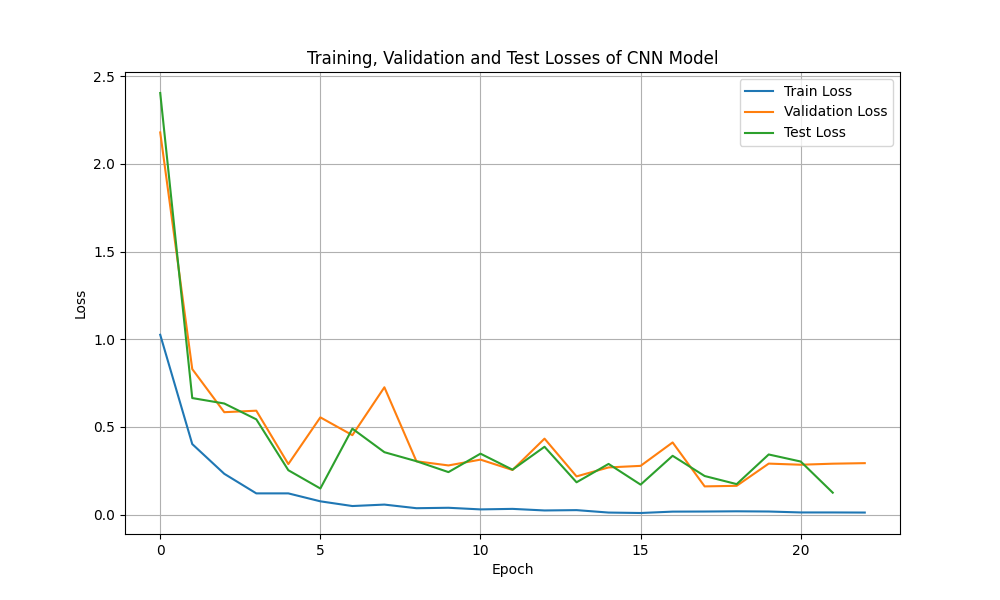 Training, Validation and Test Losses of CNN Model
Train Loss
Validation Loss
Test Loss
2.5
2.0
1.5
1.0
0.5
0.0
Loss
0 5 10 15 20
Epoch